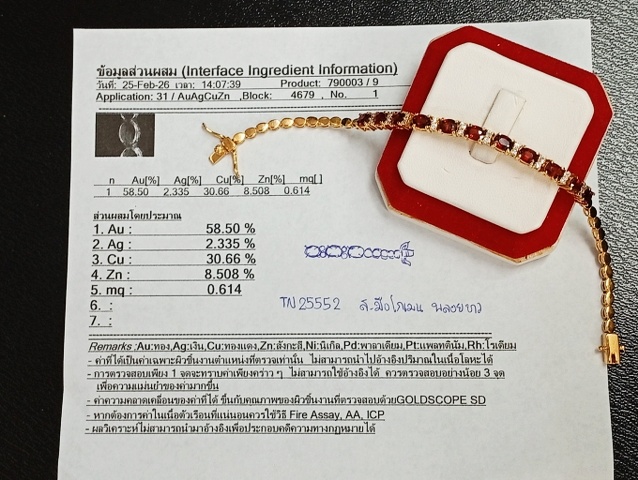 ข้อมูลส่วนผสม (Interface Ingredient Information)
วันที่: 25-Feb-26 เวลา: 14:07:39 Product: 790003 / 9
Application: 31 / AuAgCuZn ,Block: 4679 , No. 1
n Au[%] Ag[%] Cu[%] Zn[%] mq[ ]
1 58.50 2.335 30.66 8.508 0.614
ส่วนผสมโดยประมาณ
1. Au : 58.50 %
2. Ag : 2.335 %
3. Cu : 30.66 %
4. Zn : 8.508 %
5. mq : 0.614
6. :
7. :
TN25552
Remarks :Au:ทอง,Ag:เงิน,Cu:ทองแดง,Zn:สังกะสี,Ni:นิเกิล,Pd:พาลาเดียม,Pt:แพลทตินัม,Rh:โรเดียม
- ค่าที่ได้เป็นค่าเฉพาะผิวชิ้นงานตำแหน่งที่ตรวจเท่านั้น ไม่สามารถนำไปอ้างอิงปริมาณในเนื้อโลหะได้
- การตรวจสอบเพียง 1 จุดจะทราบค่าเพียงคร่าว ๆ ไม่สามารถใช้อ้างอิงได้ ควรตรวจสอบอย่างน้อย 3 จุด
เพื่อความแม่นยำของค่ามากขึ้น
- ค่าความคลาดเคลื่อนของค่าที่ได้ ขึ้นกับคุณภาพของผิวชิ้นงานที่ตรวจสอบด้วยGOLDSCOPE SD
- หากต้องการค่าในเนื้อตัวเรือนที่แน่นอนควรใช้วิธี Fire Assay, AA, ICP
- ผลวิเคราะห์ไม่สามารถนำมาอ้างอิงเพื่อประกอบคดีความทางกฎหมายได้